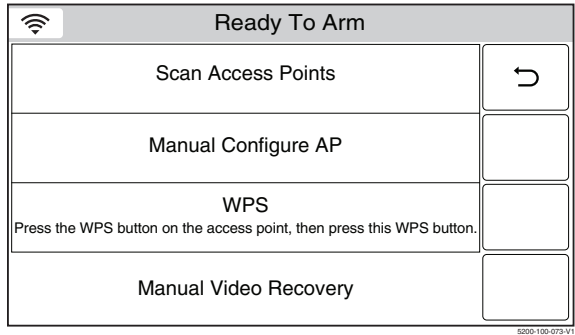 Ready To Arm
Scan Access Points
Manual Configure AP
WPS
Press the WPS button on the access point, then press this WPS button.
Manual Video Recovery
5200-100-073-V1